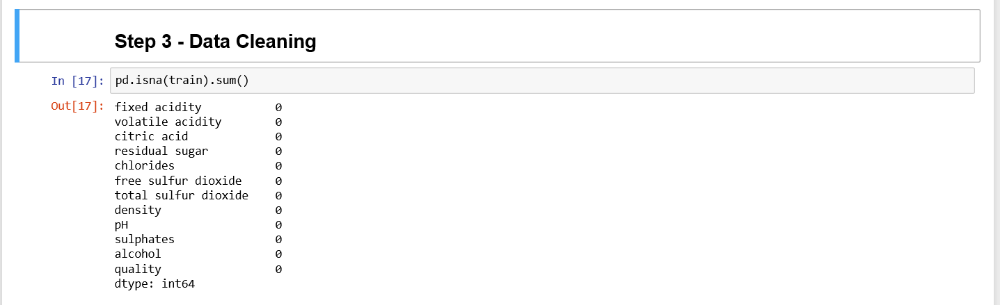 Step 3 - Data Cleaning
In [17]: pd.isna(train).sum()
Out[17]: fixed acidity 0
volatile acidity 0
citric acid 0
residual sugar 0
chlorides 0
free sulfur dioxide 0
total sulfur dioxide 0
density 0
pH 0
sulphates 0
alcohol 0
quality 0
dtype: int64